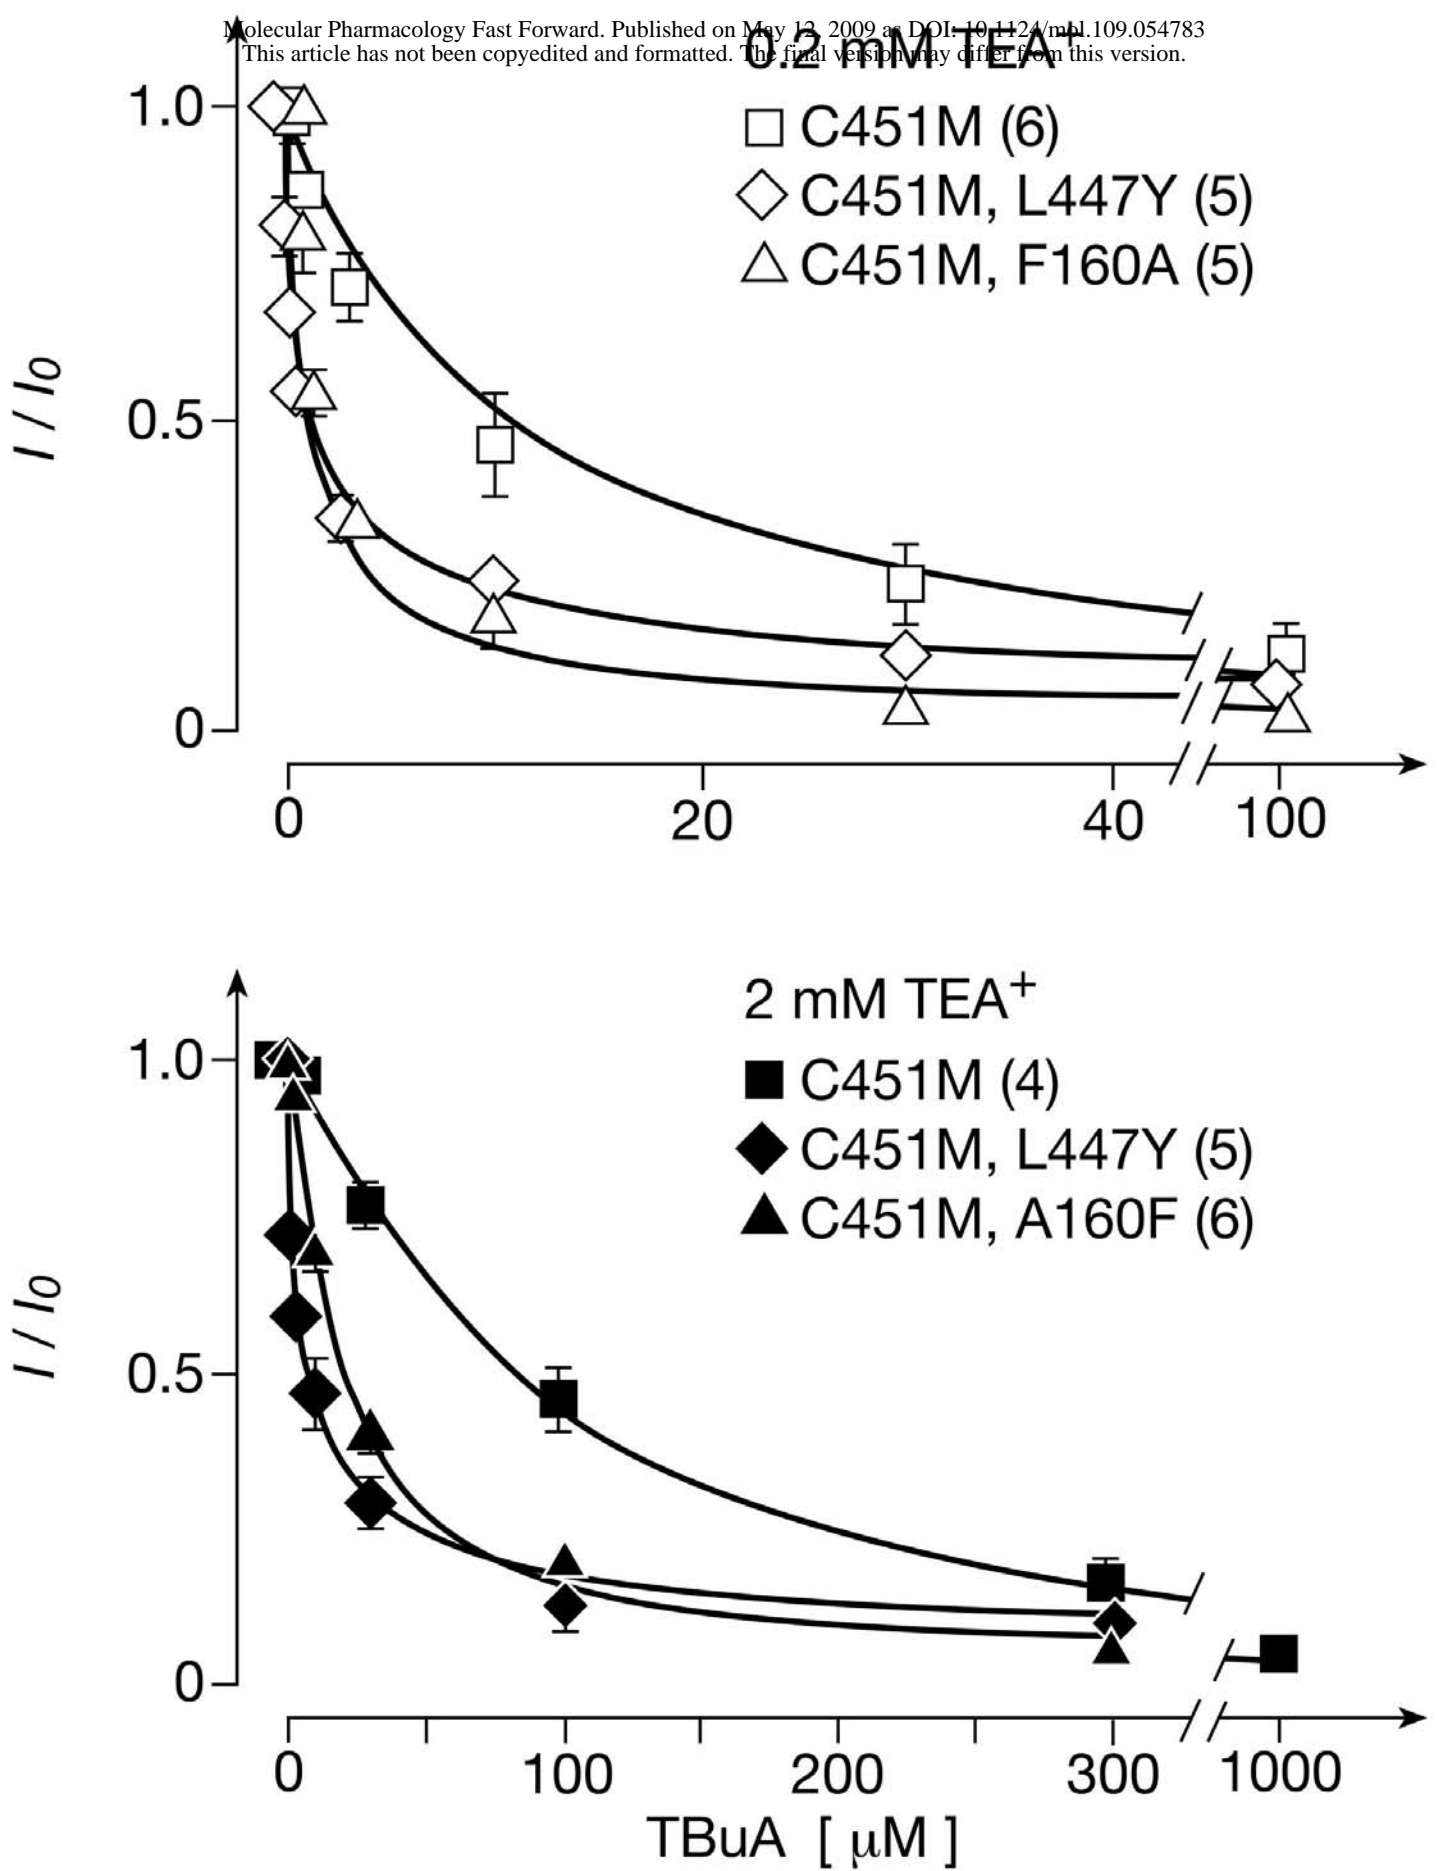 Molecular Pharmacology Fast Forward. Published on May 12, 2009 as DOI: 10.1124/mol.109.054783
This article has not been copyedited and formatted. The final version may differ from this version.
0.2 mM TEA+
1.0
C451M (6)
C451M, L447Y (5)
C451M, F160A (5)
I / I0
0.5
0
0 20 40 100
2 mM TEA+
1.0
C451M (4)
C451M, L447Y (5)
C451M, A160F (6)
I / I0
0.5
0
0 100 200 300 1000
TBuA [ μM ]